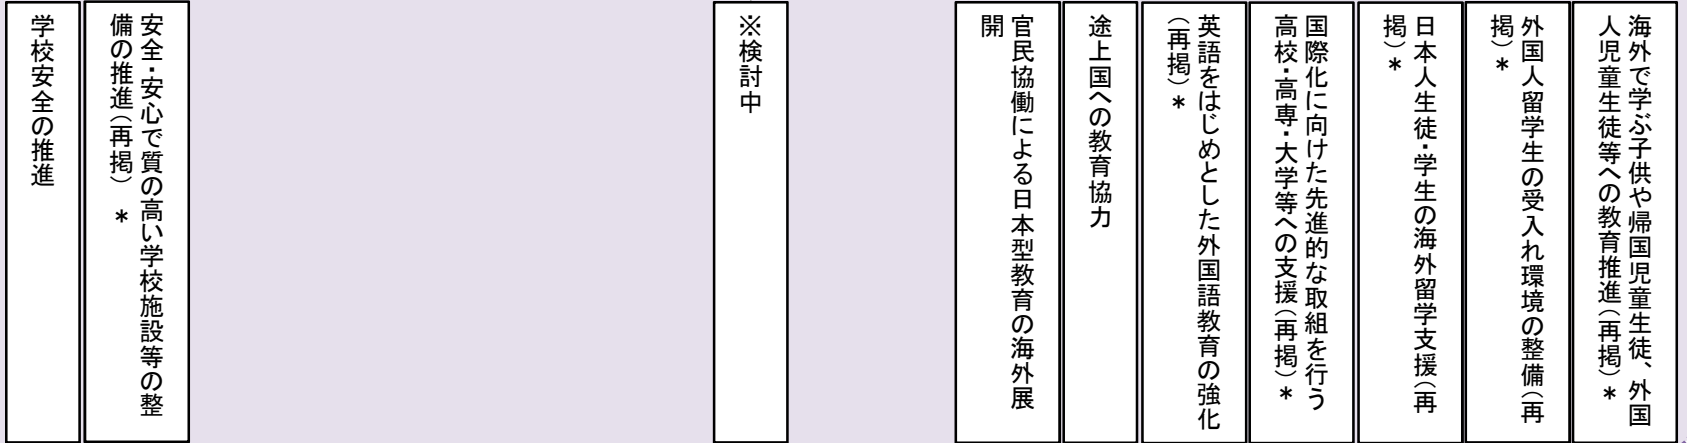 海外で学ぶ子供や帰国児童生徒、外国
人児童生徒等への教育推進(再掲)*
外国人留学生の受入れ環境の整備(再
掲)*
日本人生徒・学生の海外留学支援(再
掲)*
国際化に向けた先進的な取組を行う
高校・高専・大学等への支援(再掲)*
英語をはじめとした外国語教育の強化
(再掲)*
途上国への教育協力
官民協働による日本型教育の海外展
開
※検討中
安全・安心で質の高い学校施設等の整
備の推進(再掲) *
学校安全の推進